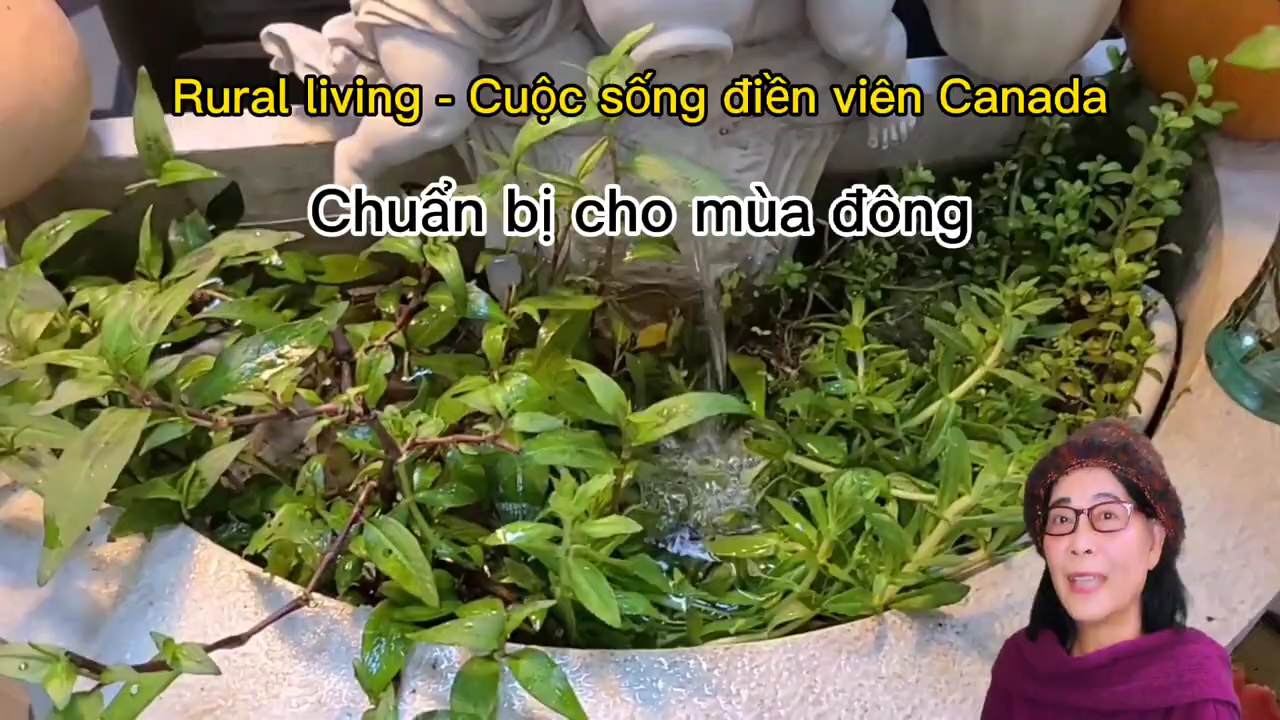 Rural living - Cuộc sống điền viên Canada
Chuẩn bị cho mùa đông